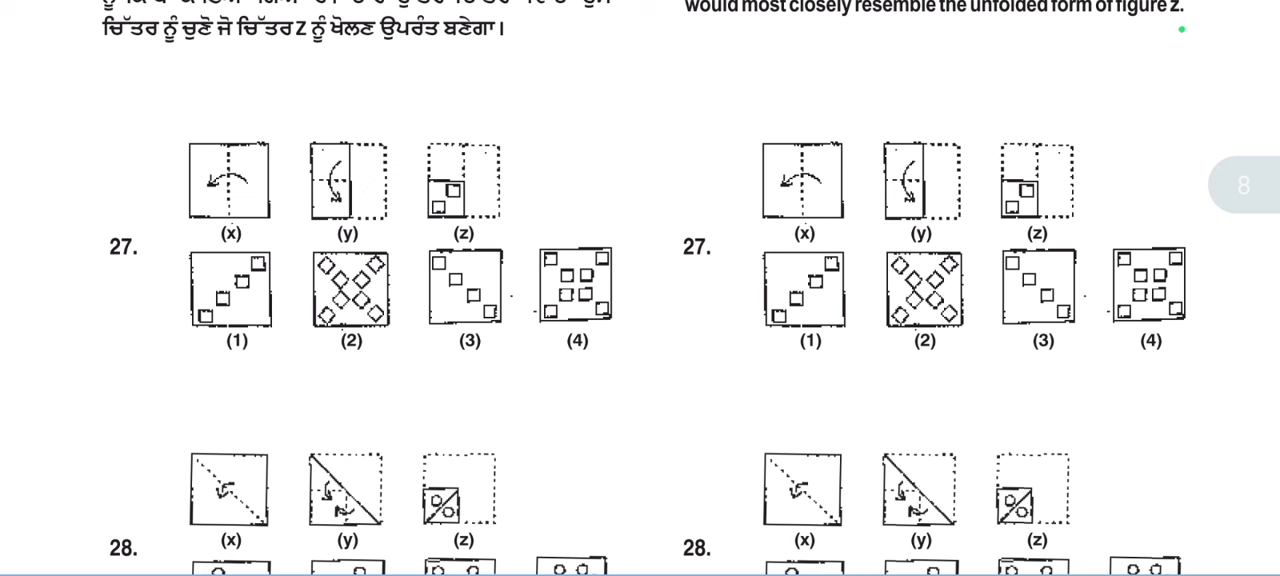 would most closely resemble the unfolded form of figure z.
ਚਿੱਤਰ ਨੂੰ ਚੁਣੋ ਜੋ ਚਿੱਤਰ Z ਨੂੰ ਖੋਲਣ ਉਪਰੰਤ ਬਣੇਗਾ।
8
(x) (y) (z)
27.
(1) (2) (3) (4)
(x) (y) (z)
27.
(1) (2) (3) (4)
(x) (y) (z)
28.
(x) (y) (z)
28.